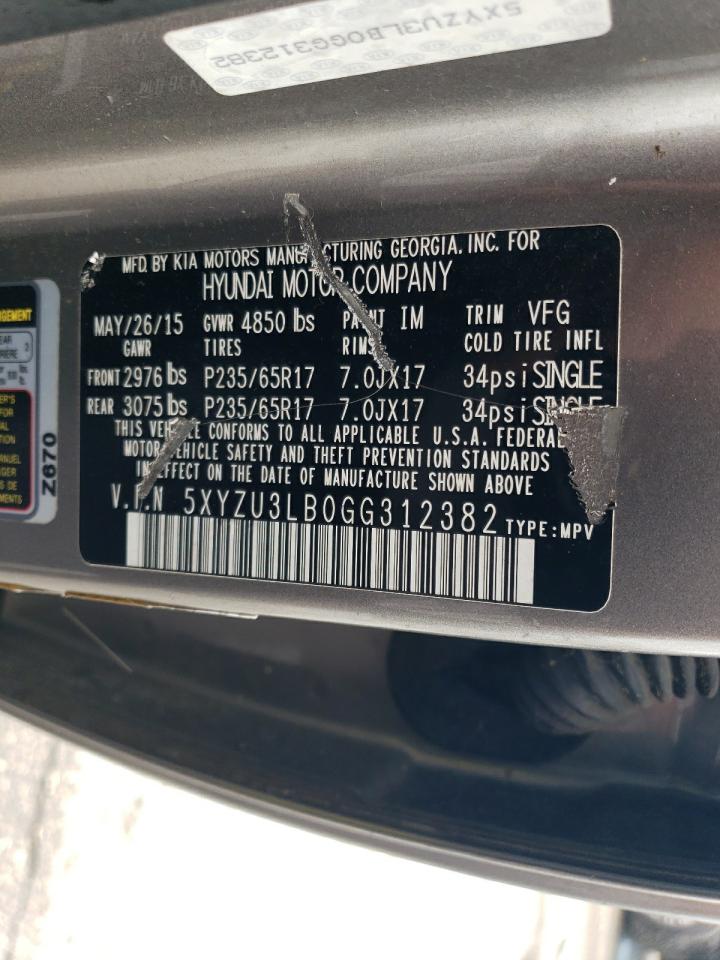 5XYZU3LB0GG312382
MFD. BY KIA MOTORS MANUFACTURING GEORGIA. INC. FOR
HYUNDAI MOTOR COMPANY
MAY/26/15 GVWR 4850 lbs PAINT IM TRIM VFG
GAWR TIRES RIMS COLD TIRE INFL
FRONT 2976 lbs P235/65R17 7.0JX17 34psi SINGLE
REAR 3075 lbs P235/65R17 7.0JX17 34psi SINGLE
THIS VEHICLE CONFORMS TO ALL APPLICABLE U.S.A. FEDERAL
MOTOR VEHICLE SAFETY AND THEFT PREVENTION STANDARDS
IN EFFECT ON THE DATE OF MANUFACTURE SHOWN ABOVE
V.I.N 5XYZU3LB0GG312382 TYPE:MPV
Z670